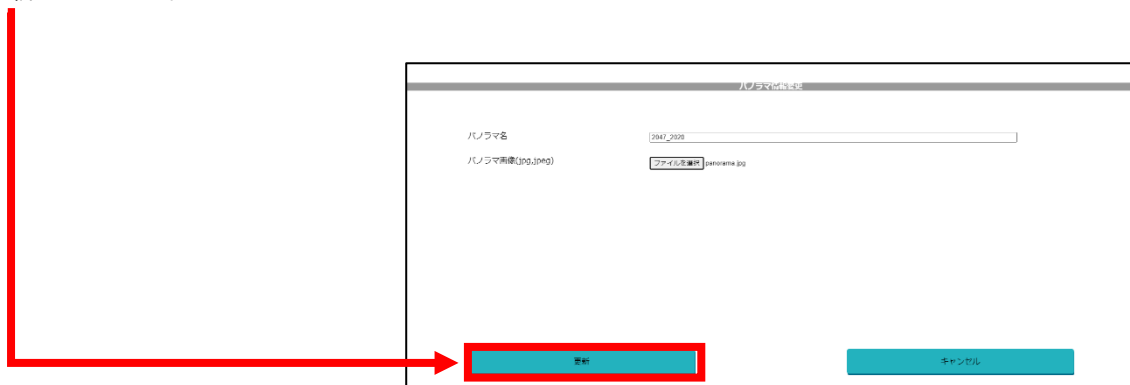 パノラマ情報変更
パノラマ名
2047_2020
パノラマ画像(jpg,jpeg)
ファイルを選択 panorama.jpg
更新
キャンセル